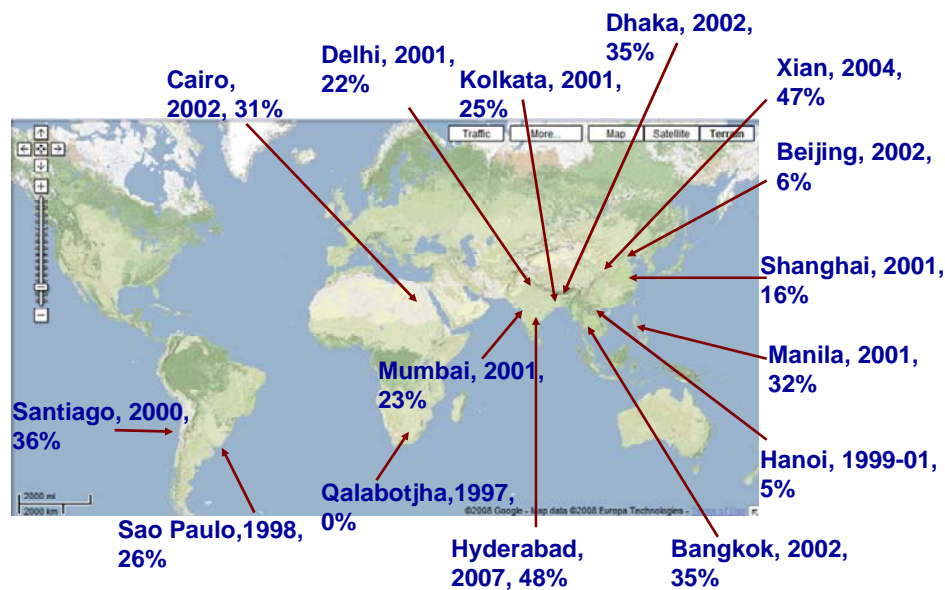 Dhaka, 2002,
35%
Delhi, 2001,
22%
Kolkata, 2001,
25%
Xian, 2004,
47%
Cairo,
2002, 31%
Traffic
More...
Map
Satellite
Terrain
Beijing, 2002,
6%
Shanghai, 2001,
16%
Manila, 2001,
32%
Mumbai, 2001,
23%
Santiago, 2000,
36%
Hanoi, 1999-01,
5%
Qalabotjha,1997,
0%
2000 mi
2000 km
©2008 Google - Map data ©2008 Europa Technologies - Terms of Use
Sao Paulo,1998,
26%
Hyderabad,
2007, 48%
Bangkok, 2002,
35%